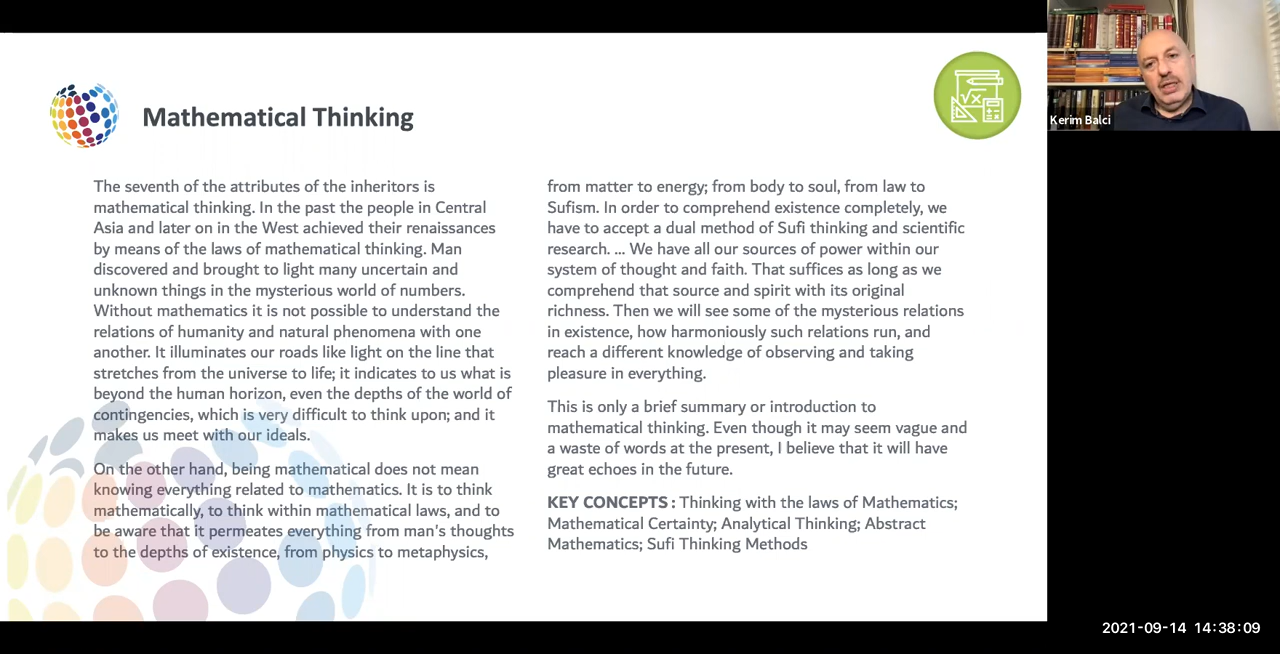 Mathematical Thinking
The seventh of the attributes of the inheritors is
mathematical thinking. In the past the people in Central
Asia and later on in the West achieved their renaissances
by means of the laws of mathematical thinking. Man
discovered and brought to light many uncertain and
unknown things in the mysterious world of numbers.
Without mathematics it is not possible to understand the
relations of humanity and natural phenomena with one
another. It illuminates our roads like light on the line that
stretches from the universe to life; it indicates to us what is
beyond the human horizon, even the depths of the world of
contingencies, which is very difficult to think upon; and it
makes us meet with our ideals.
On the other hand, being mathematical does not mean
knowing everything related to mathematics. It is to think
mathematically, to think within mathematical laws, and to
be aware that it permeates everything from man's thoughts
to the depths of existence, from physics to metaphysics,
from matter to energy; from body to soul, from law to
Sufism. In order to comprehend existence completely, we
have to accept a dual method of Sufi thinking and scientific
research. ... We have all our sources of power within our
system of thought and faith. That suffices as long as we
comprehend that source and spirit with its original
richness. Then we will see some of the mysterious relations
in existence, how harmoniously such relations run, and
reach a different knowledge of observing and taking
pleasure in everything.
This is only a brief summary or introduction to
mathematical thinking. Even though it may seem vague and
a waste of words at the present, I believe that it will have
great echoes in the future.
KEY CONCEPTS : Thinking with the laws of Mathematics;
Mathematical Certainty; Analytical Thinking; Abstract
Mathematics; Sufi Thinking Methods
√x
Kerim Balci
2021-09-14 14:38:09